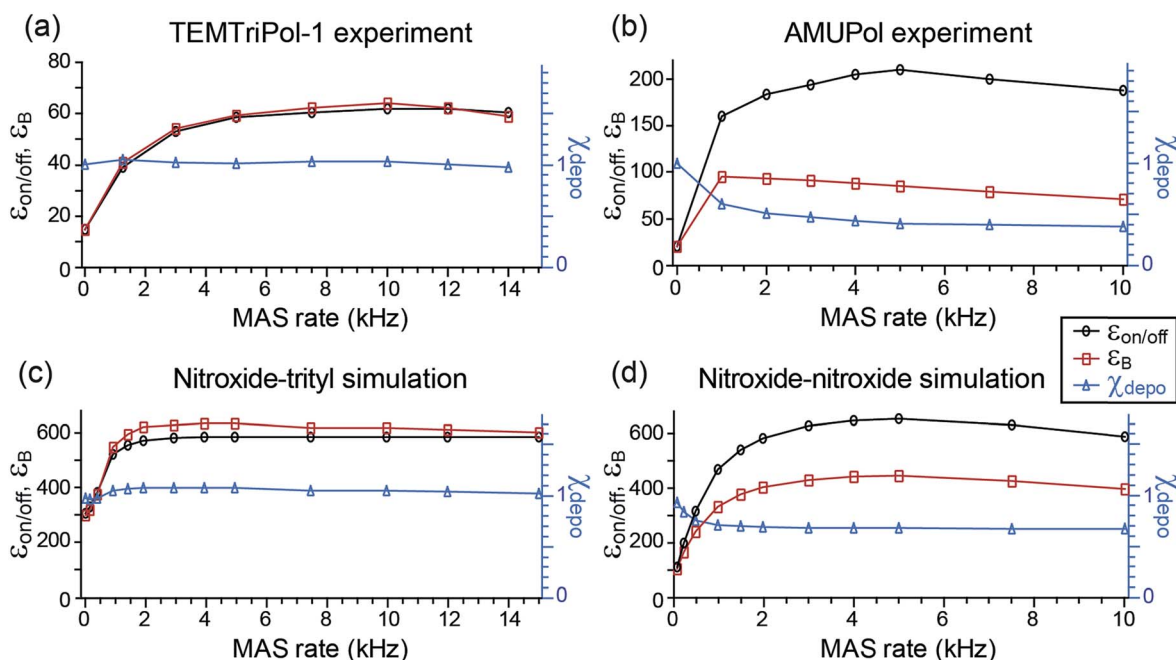 (a) TEMTriPol-1 experiment
80
60
40
20
0
εon/off, εB
1
0
χdepo
0 2 4 6 8 10 12 14
MAS rate (kHz)
(b) AMUPol experiment
200
150
100
50
0
εon/off, εB
1
0
χdepo
0 2 4 6 8 10
MAS rate (kHz)
εon/off
εB
χdepo
(c) Nitroxide-trityl simulation
600
400
200
0
εon/off, εB
1
0
χdepo
0 2 4 6 8 10 12 14
MAS rate (kHz)
(d) Nitroxide-nitroxide simulation
600
400
200
0
εon/off, εB
1
0
χdepo
0 2 4 6 8 10
MAS rate (kHz)